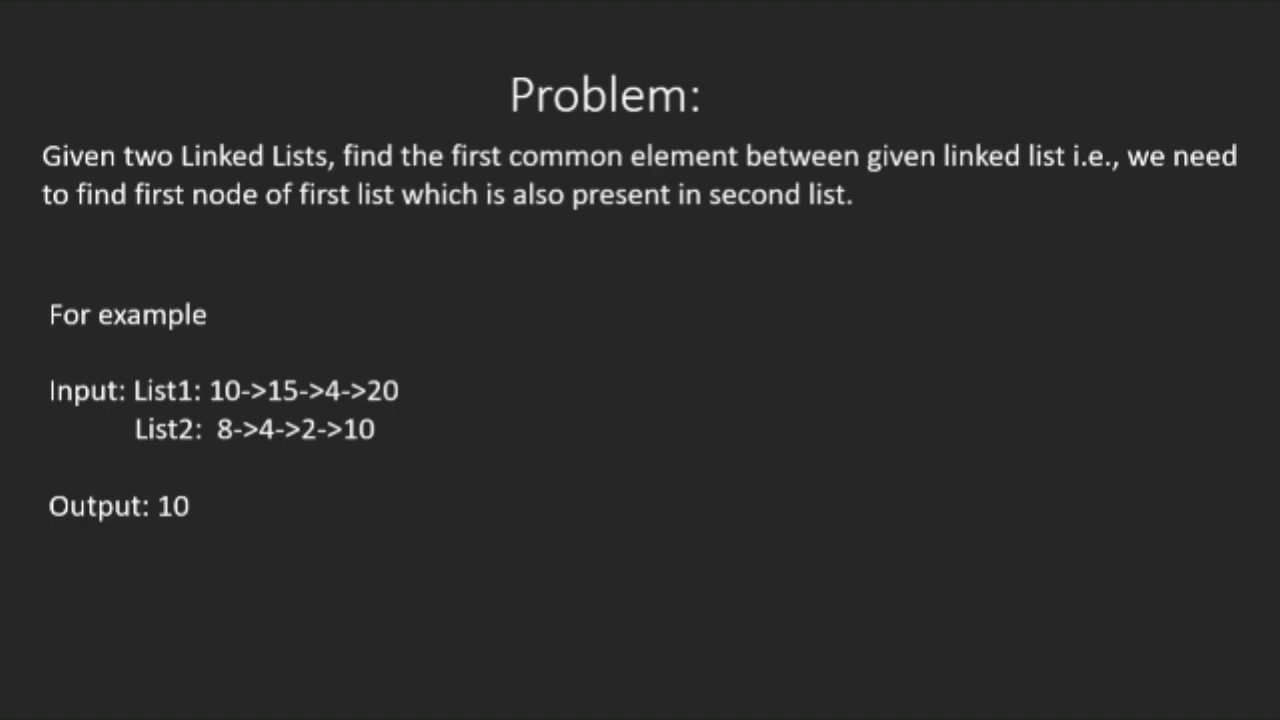 Problem:
Given two Linked Lists, find the first common element between given linked list i.e., we need
to find first node of first list which is also present in second list.
For example
Input: List1: 10->15->4->20
List2: 8->4->2->10
Output: 10